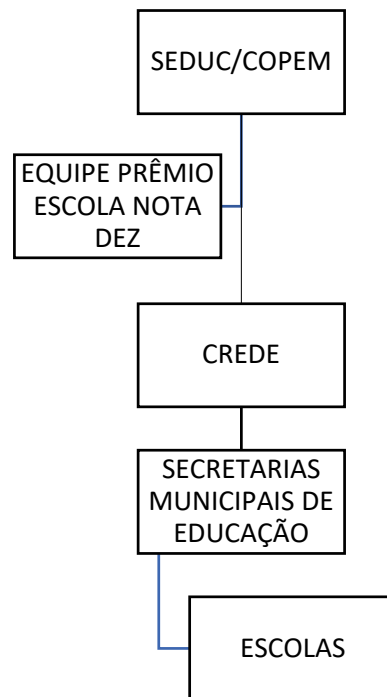 SEDUC/COPEM
EQUIPE PRÊMIO
ESCOLA NOTA
DEZ
CREDE
SECRETARIAS
MUNICIPAIS DE
EDUCAÇÃO
ESCOLAS